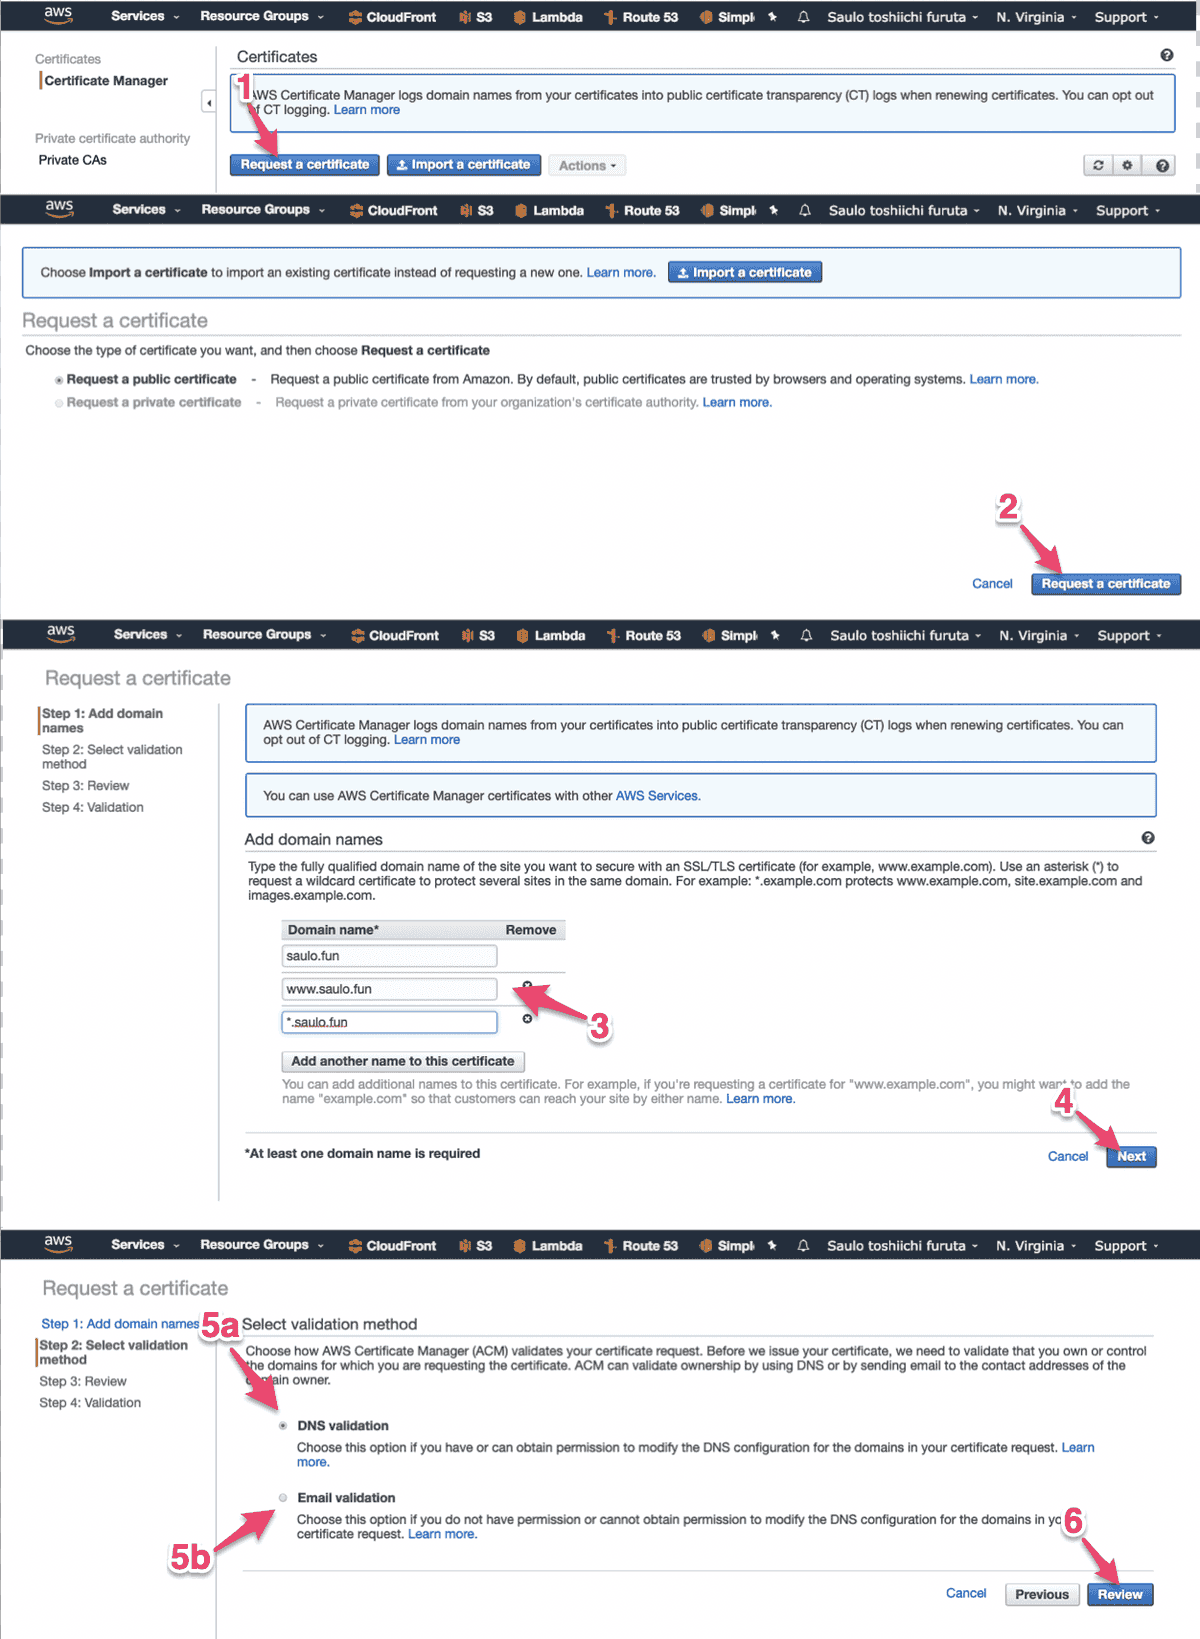 aws Services Resource Groups CloudFront S3 Lambda Route 53 Simpl Saulo toshiichi furuta N. Virginia Support
Certificates
Certificate Manager
Private certificate authority
Private CAs
Certificates
1
AWS Certificate Manager logs domain names from your certificates into public certificate transparency (CT) logs when renewing certificates. You can opt out
of CT logging. Learn more
Request a certificate Import a certificate Actions
aws Services Resource Groups CloudFront S3 Lambda Route 53 Simpl Saulo toshiichi furuta N. Virginia Support
Choose Import a certificate to import an existing certificate instead of requesting a new one. Learn more. Import a certificate
Request a certificate
Choose the type of certificate you want, and then choose Request a certificate
Request a public certificate - Request a public certificate from Amazon. By default, public certificates are trusted by browsers and operating systems. Learn more.
Request a private certificate - Request a private certificate from your organization's certificate authority. Learn more.
2
Cancel Request a certificate
aws Services Resource Groups CloudFront S3 Lambda Route 53 Simpl Saulo toshiichi furuta N. Virginia Support
Request a certificate
Step 1: Add domain
names
Step 2: Select validation
method
Step 3: Review
Step 4: Validation
AWS Certificate Manager logs domain names from your certificates into public certificate transparency (CT) logs when renewing certificates. You can
opt out of CT logging. Learn more
You can use AWS Certificate Manager certificates with other AWS Services.
Add domain names
Type the fully qualified domain name of the site you want to secure with an SSL/TLS certificate (for example, www.example.com). Use an asterisk (*) to
request a wildcard certificate to protect several sites in the same domain. For example: *.example.com protects www.example.com, site.example.com and
images.example.com.
Domain name* Remove
saulo.fun
www.saulo.fun
*.saulo.fun
3
Add another name to this certificate
You can add additional names to this certificate. For example, if you're requesting a certificate for "www.example.com", you might want to add the
name "example.com" so that customers can reach your site by either name. Learn more.
4
*At least one domain name is required
Cancel Next
aws Services Resource Groups CloudFront S3 Lambda Route 53 Simpl Saulo toshiichi furuta N. Virginia Support
Request a certificate
Step 1: Add domain names
Step 2: Select validation
method
Step 3: Review
Step 4: Validation
5a
Select validation method
Choose how AWS Certificate Manager (ACM) validates your certificate request. Before we issue your certificate, we need to validate that you own or control
the domains for which you are requesting the certificate. ACM can validate ownership by using DNS or by sending email to the contact addresses of the
domain owner.
DNS validation
Choose this option if you have or can obtain permission to modify the DNS configuration for the domains in your certificate request. Learn
more.
Email validation
Choose this option if you do not have permission or cannot obtain permission to modify the DNS configuration for the domains in yo
certificate request. Learn more.
5b
6
Cancel Previous Review